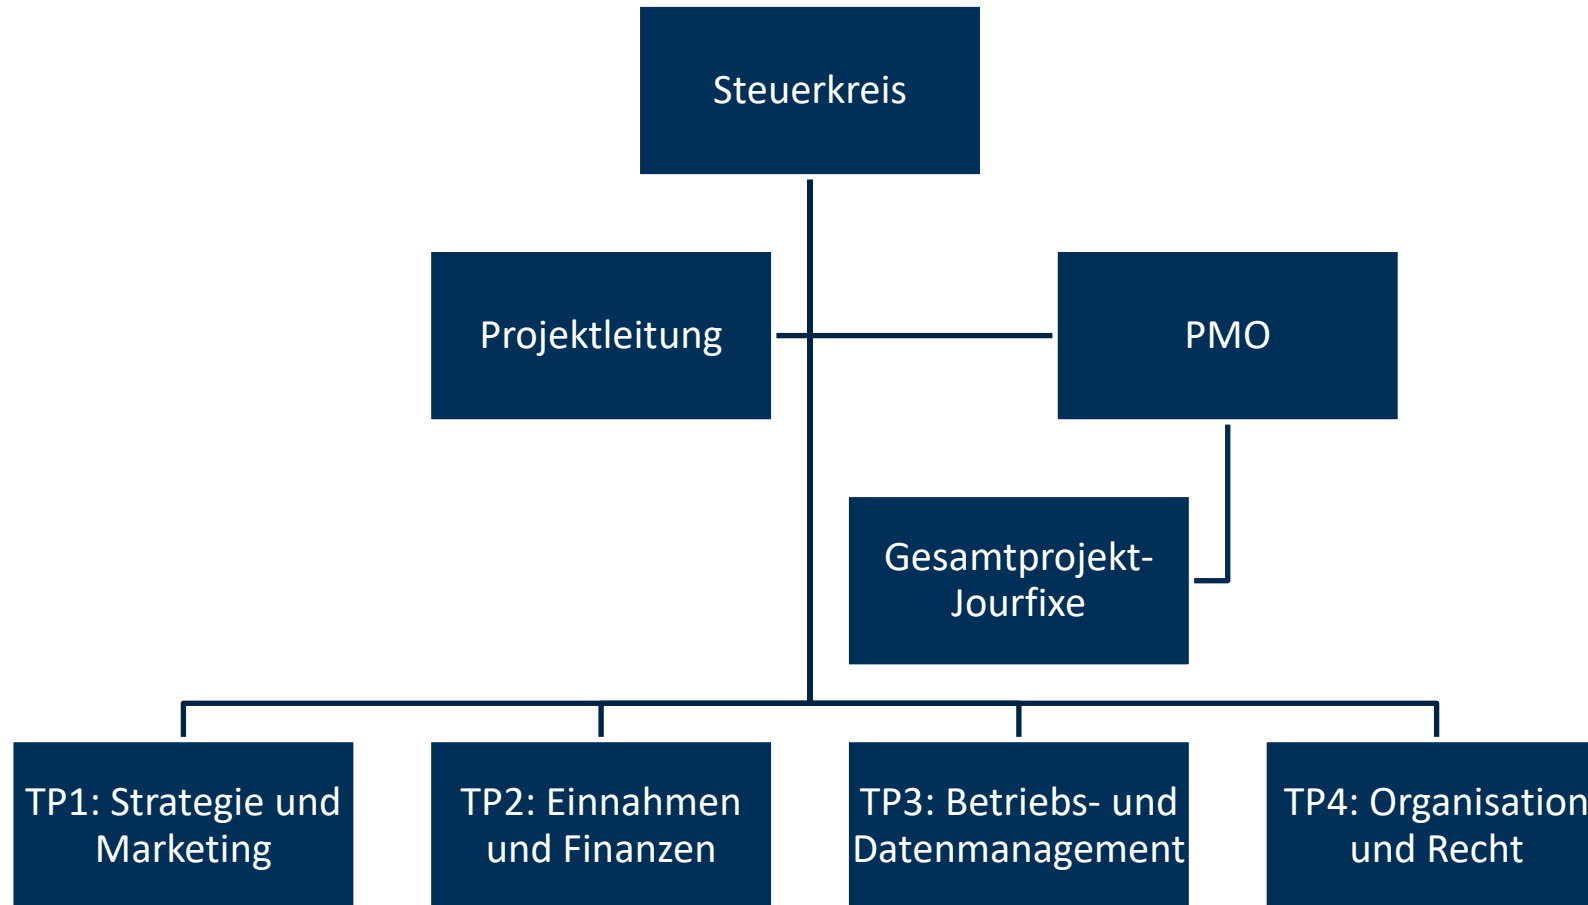 Steuerkreis
Projektleitung
PMO
Gesamtprojekt-
Jourfixe
TP1: Strategie und
Marketing
TP2: Einnahmen
und Finanzen
TP3: Betriebs- und
Datenmanagement
TP4: Organisation
und Recht